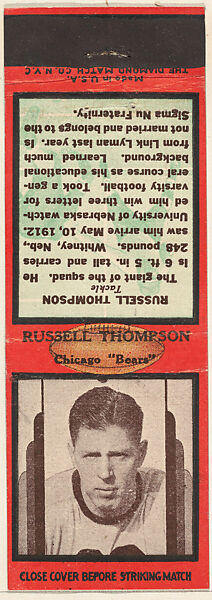 RUSSELL THOMPSON
Tackle
The giant of the squad. He
is 6 ft. 5 in. tall and carries
248 pounds. Whitney, Neb.,
saw him arrive May 10, 1912.
University of Nebraska watch-
ed him win three letters for
varsity football. Took a gen-
eral course as his educational
background. Learned much
from Link Lyman last year. Is
not married and belongs to the
Sigma Nu Fraternity.
Made in U.S.A.
THE DIAMOND MATCH CO. N.Y.C.
RUSSELL THOMPSON
Chicago "Bears"
CLOSE COVER BEFORE STRIKING MATCH